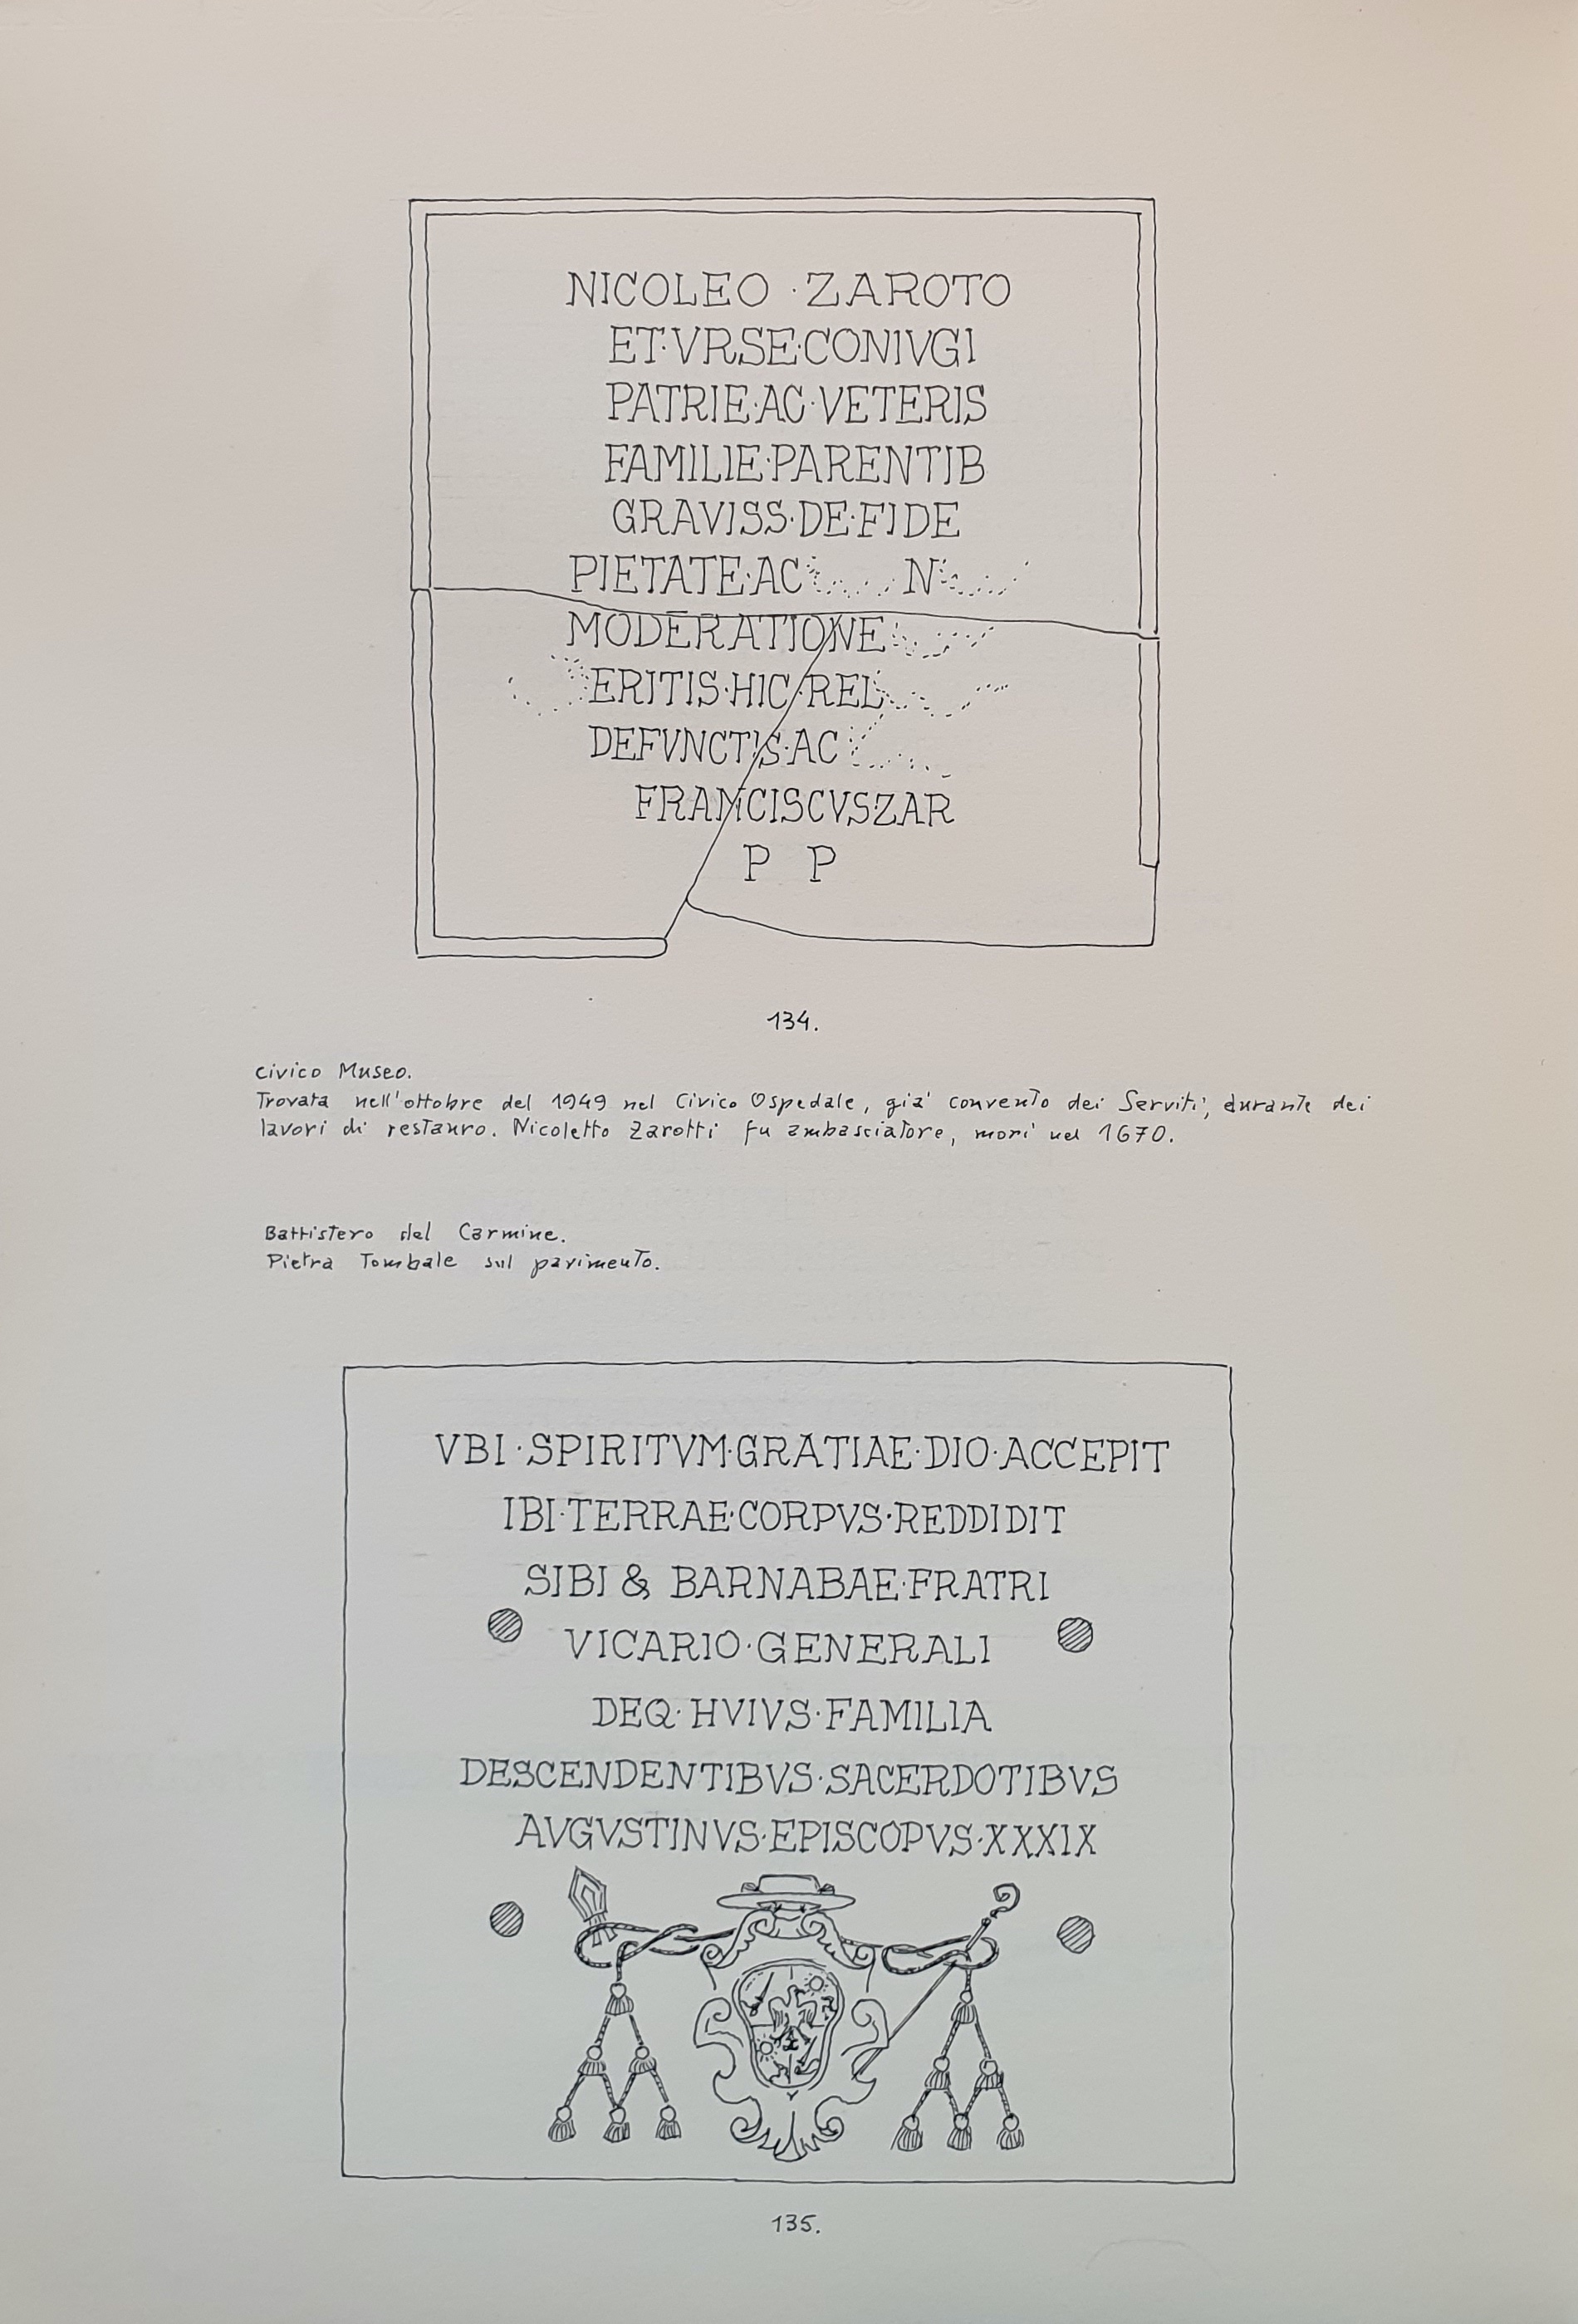 NICOLEO · ZAROTO
ET·VRSE·CONIVGI
PATRIE·AC·VETERIS
FAMILIE·PARENTIB
GRAVISS·DE·FIDE
PIETATE·AC N
MODERATIONE
ERITIS·HIC·REL
DEFVNCTIS·AC
FRANCISCVSZAR
P P
134.
Civico Museo.
Trovata nell'ottobre del 1949 nel Civico Ospedale, già convento dei Serviti, durante dei
lavori di restauro. Nicoletto Zarotti fu ambasciatore, morì nel 1670.
Battistero del Carmine.
Pietra Tombale sul pavimento.
VBI·SPIRITVM·GRATIAE·DIO·ACCEPIT
IBI·TERRAE·CORPVS·REDDIDIT
SIBI & BARNABAE·FRATRI
VICARIO·GENERALI
DEQ·HVIVS·FAMILIA
DESCENDENTIBVS·SACERDOTIBVS
AVGVSTINVS·EPISCOPVS·XXXIX
135.